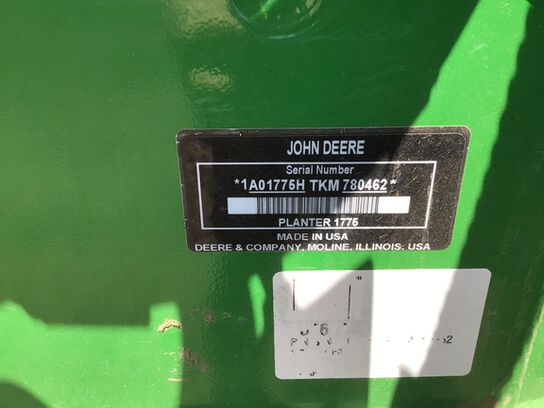 JOHN DEERE
Serial Number
*1A01775H TKM 780462*
PLANTER 1775
MADE IN USA
DEERE & COMPANY, MOLINE, ILLINOIS, USA